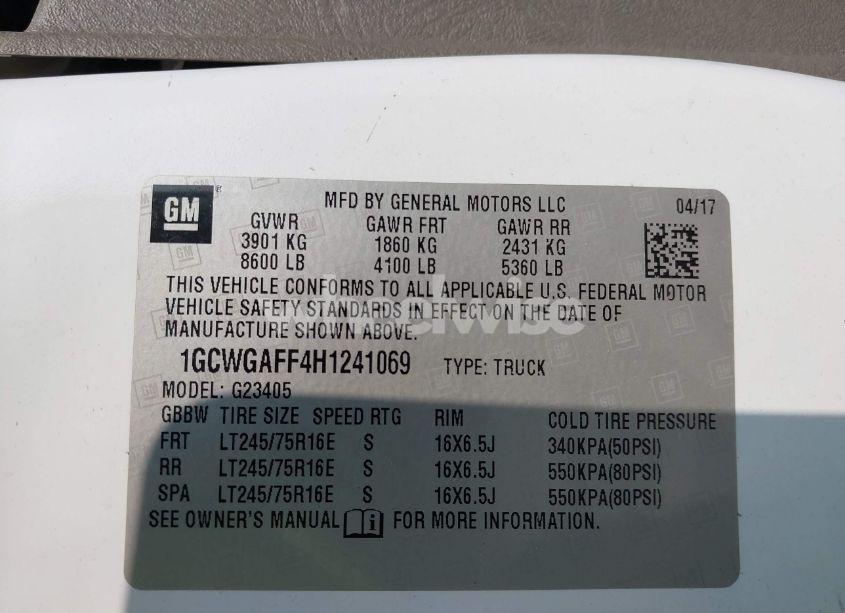 GM
MFD BY GENERAL MOTORS LLC 04/17
GVWR GAWR FRT GAWR RR
3901 KG 1860 KG 2431 KG
8600 LB 4100 LB 5360 LB
THIS VEHICLE CONFORMS TO ALL APPLICABLE U.S. FEDERAL MOTOR
VEHICLE SAFETY STANDARDS IN EFFECT ON THE DATE OF
MANUFACTURE SHOWN ABOVE.
wheelwise
1GCWGAFF4H1241069 TYPE: TRUCK
MODEL: G23405
GBBW TIRE SIZE SPEED RTG RIM COLD TIRE PRESSURE
FRT LT245/75R16E S 16X6.5J 340KPA(50PSI)
RR LT245/75R16E S 16X6.5J 550KPA(80PSI)
SPA LT245/75R16E S 16X6.5J 550KPA(80PSI)
SEE OWNER'S MANUAL FOR MORE INFORMATION.